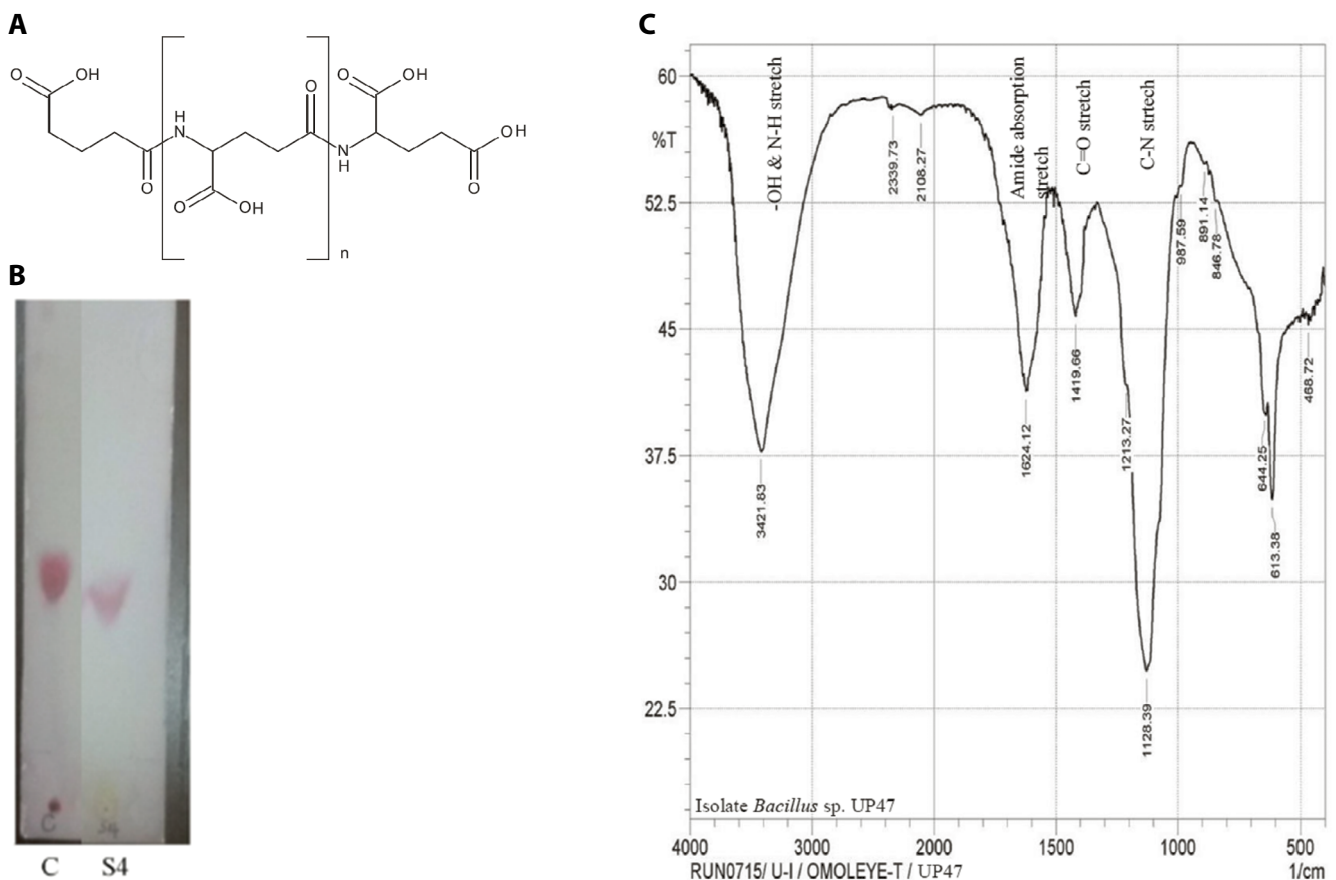 A
O
OH
H
N
O
O
OH
O
O
OH
N
H
O
OH
O
n
B
C
S4
C
S4
C
60
%T
52.5
45
37.5
30
22.5
-OH & N-H stretch
Amide absorption
stretch
C=O stretch
C-N srtech
3421.83
2339.73
2108.27
1624.12
1419.66
1213.27
1128.39
987.59
891.14
846.78
644.25
613.38
468.72
Isolate Bacillus sp. UP47
4000 3000 2000 1500 1000 500
RUN0715/ U-I / OMOLEYE-T / UP47 1/cm